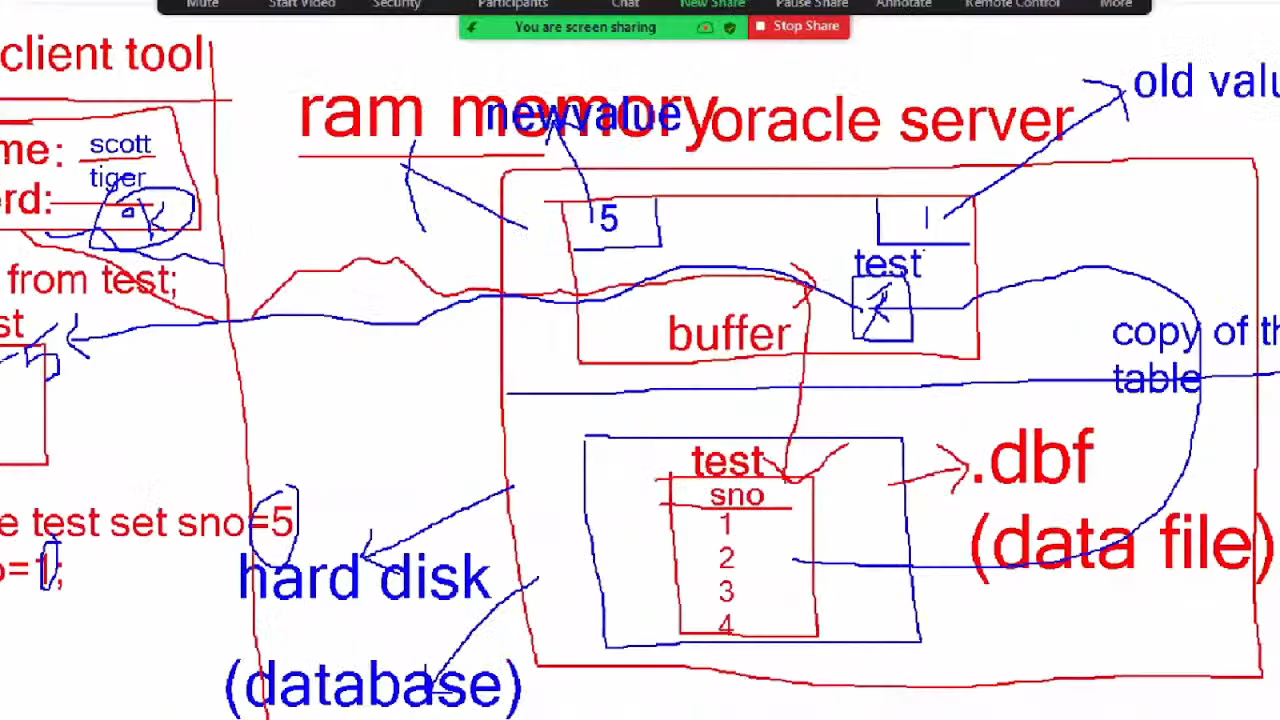 Mute Start Video Security Participants Chat New Share Pause Share Annotate Remote Control More
You are screen sharing Stop Share
client tool
ram memory
newvalue
oracle server
old valu
me: scott
tiger
rd:
5
1
test
from test;
st
buffer
copy of th
table
test
sno
1
2
3
4
.dbf
(data file)
e test set sno=5
o=1;
hard disk
(database)